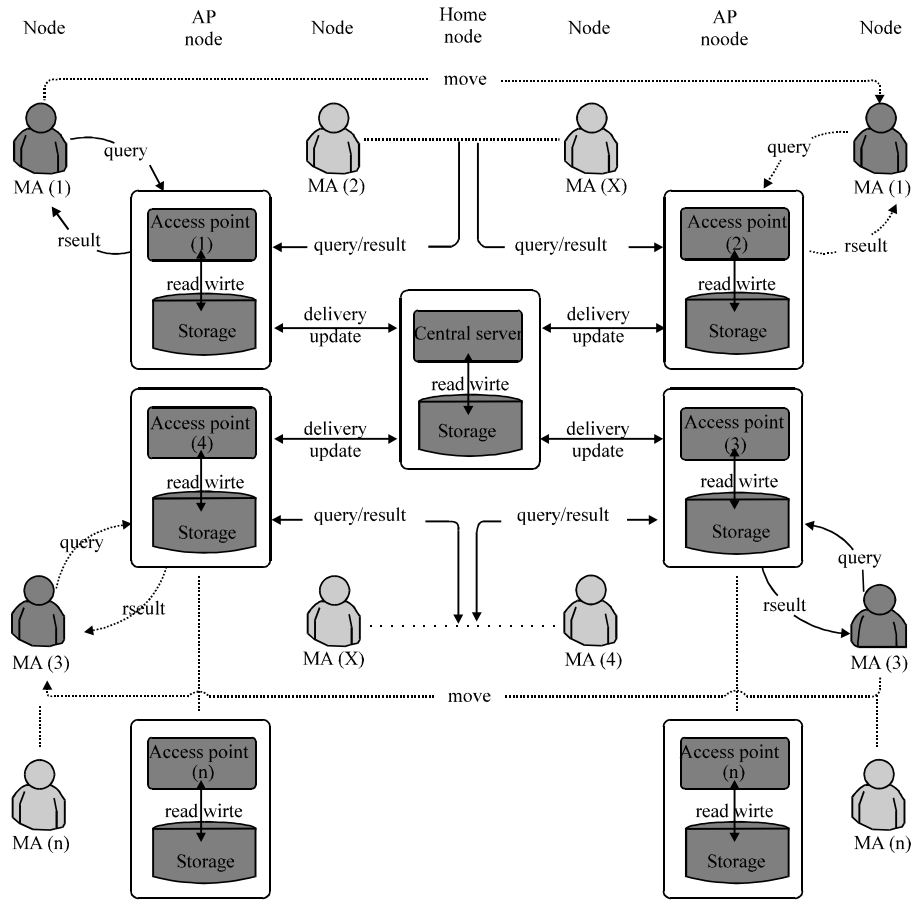 Node
AP
node
Node
Home
node
Node
AP
noode
Node
move
query
MA (1)
MA (2)
MA (X)
query
MA (1)
rseult
Access point
(1)
query/result
query/result
Access point
(2)
rseult
read wirte
Storage
delivery
update
Central server
delivery
update
read wirte
Storage
read wirte
Storage
Access point
(4)
delivery
update
delivery
update
Access point
(3)
read wirte
Storage
query/result
query/result
read wirte
Storage
query
rseult
MA (3)
MA (X)
MA (4)
query
rseult
MA (3)
move
Access point
(n)
read wirte
Storage
MA (n)
Access point
(n)
read wirte
Storage
MA (n)